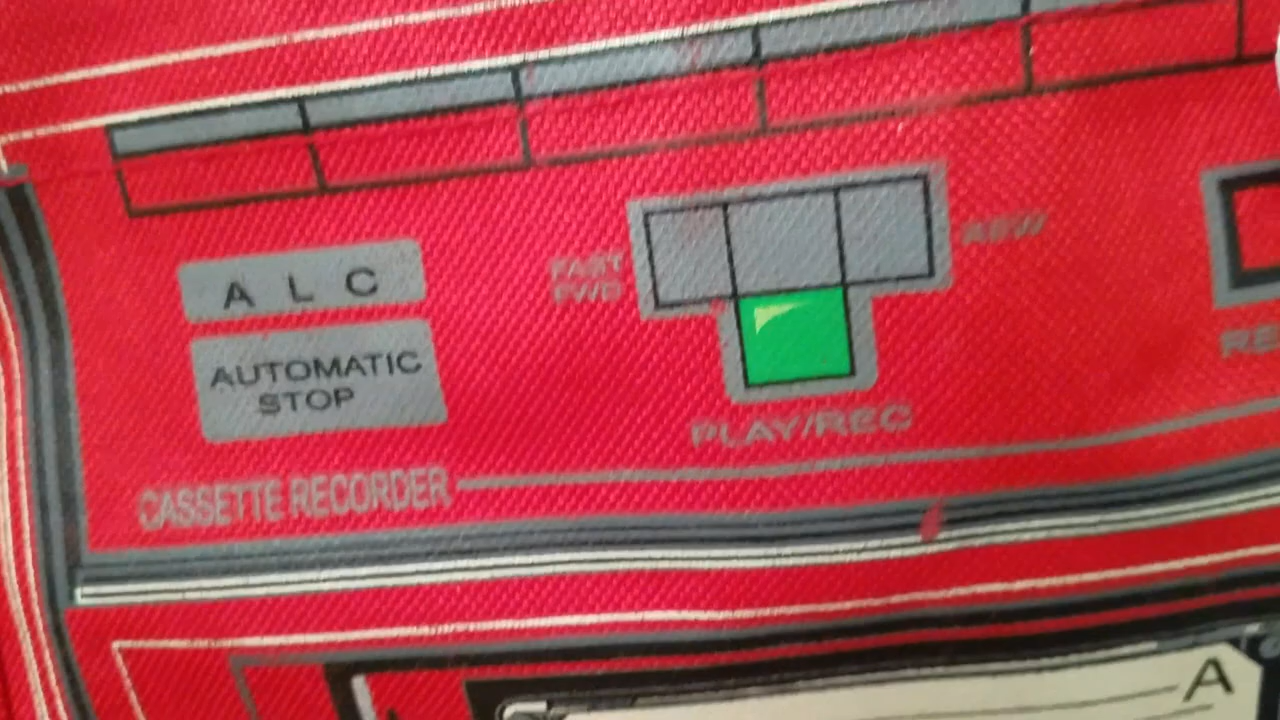 A L C
AUTOMATIC
STOP
FAST
FWD
REW
PLAY/REC
CASSETTE RECORDER
A